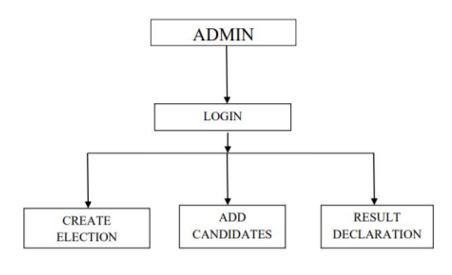 ADMIN
LOGIN
CREATE
ELECTION
ADD
CANDIDATES
RESULT
DECLARATION